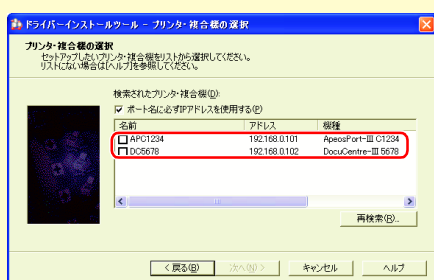 ドライバーインストールツール - プリンタ・複合機の選択
プリンタ・複合機の選択
セットアップしたいプリンタ・複合機をリストから選択してください。
リストにない場合は[ヘルプ]を参照してください。
検索されたプリンタ・複合機(D):
ポート名に必ずIPアドレスを使用する(P)
名前 アドレス 機種
APC1234 192.168.0.101 ApeosPort-III C1234
DC5678 192.168.0.102 DocuCentre-III 5678
再検索(R)..
< 戻る(B) 次へ(N) > キャンセル ヘルプ